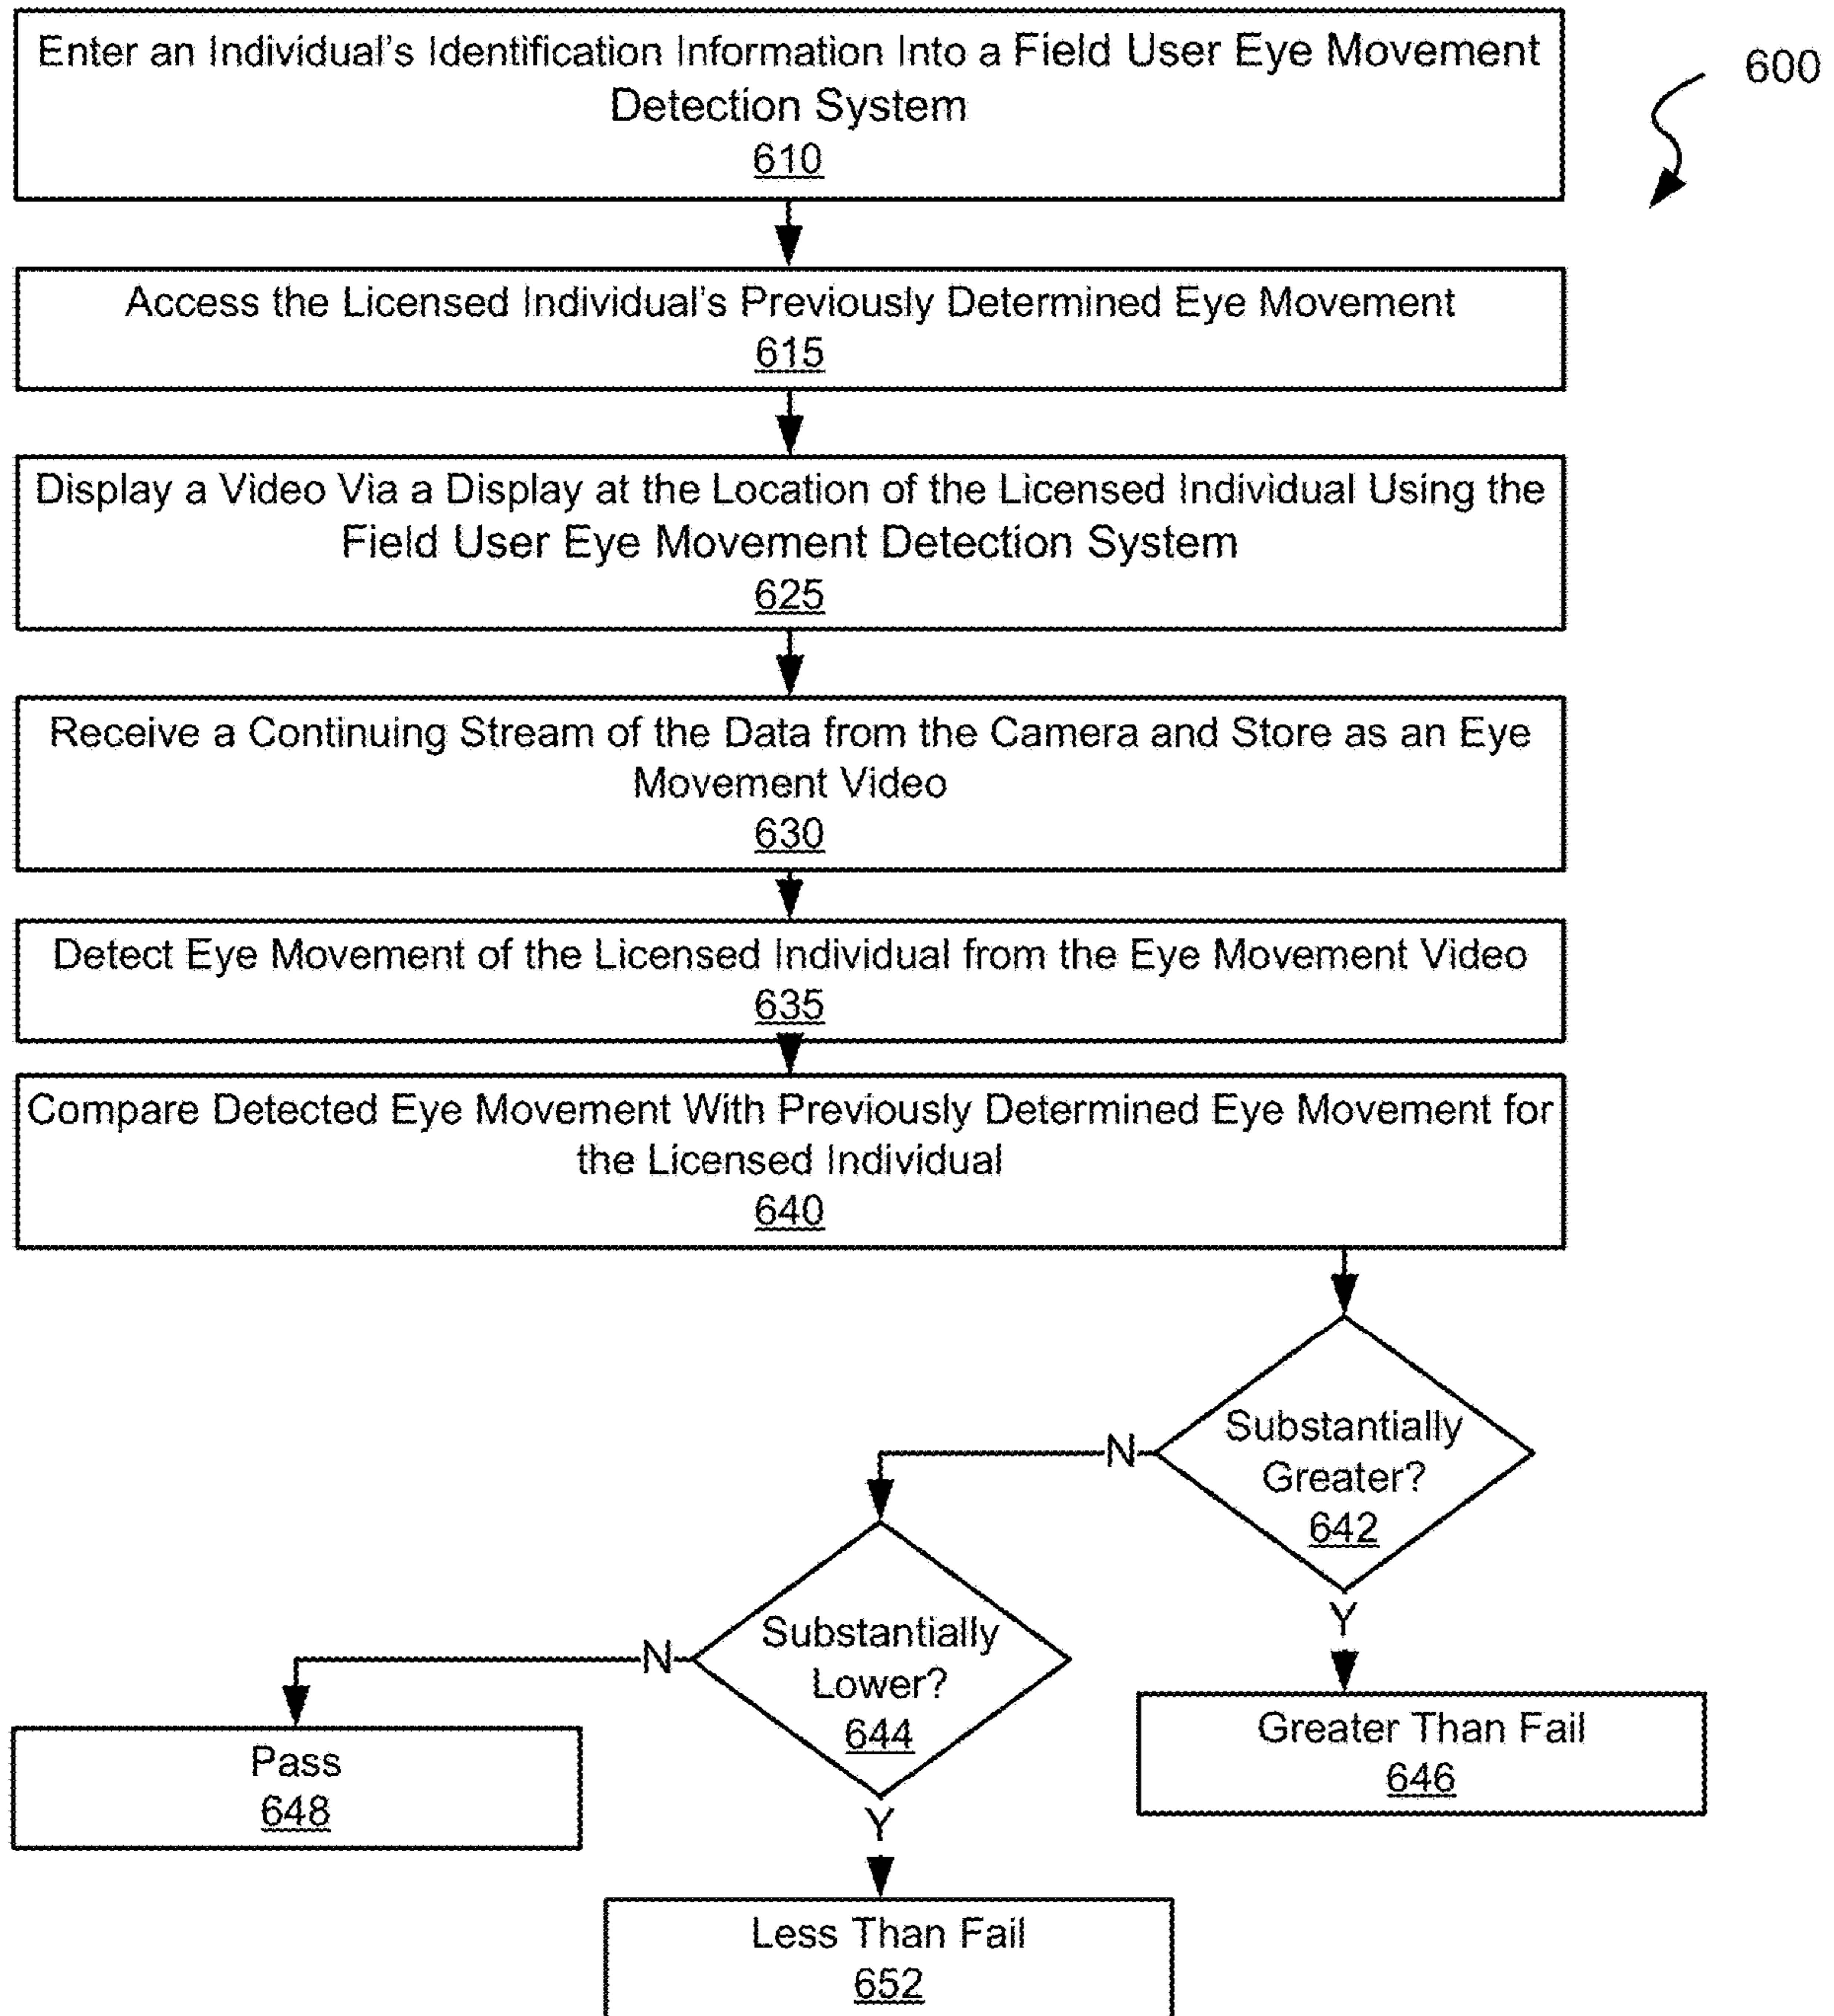 Enter an Individual's Identification Information Into a Field User Eye Movement
Detection System
610
600
Access the Licensed Individual's Previously Determined Eye Movement
615
Display a Video Via a Display at the Location of the Licensed Individual Using the
Field User Eye Movement Detection System
625
Receive a Continuing Stream of the Data from the Camera and Store as an Eye
Movement Video
630
Detect Eye Movement of the Licensed Individual from the Eye Movement Video
635
Compare Detected Eye Movement With Previously Determined Eye Movement for
the Licensed Individual
640
Substantially
Greater?
642
N
Y
Substantially
Lower?
644
N
Y
Greater Than Fail
646
Pass
648
Less Than Fail
652